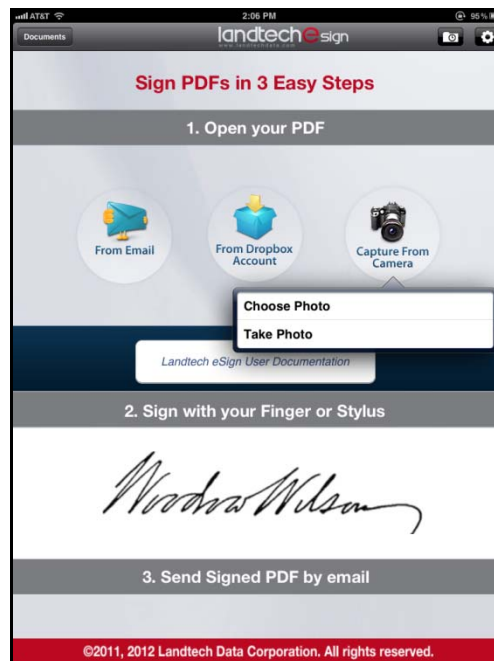 AT&T 2:06 PM 95%
Documents landtech e sign
www.landtechdata.com
Sign PDFs in 3 Easy Steps
1. Open your PDF
From Email
From Dropbox
Account
Capture From
Camera
Choose Photo
Take Photo
Landtech eSign User Documentation
2. Sign with your Finger or Stylus
Woodrow Wilson
3. Send Signed PDF by email
©2011, 2012 Landtech Data Corporation. All rights reserved.